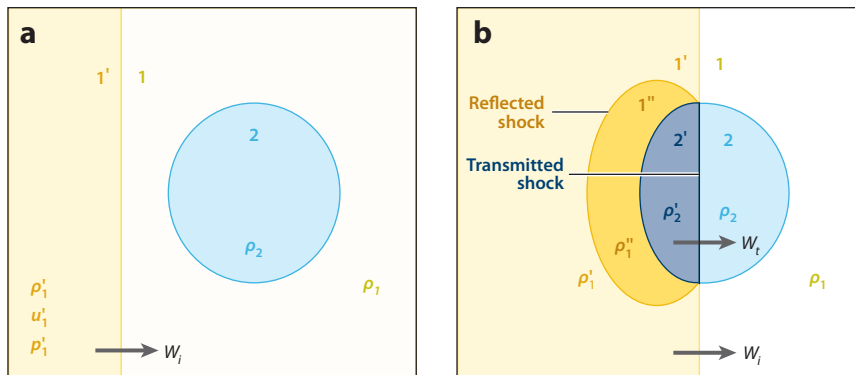 a
1'
1
2
ρ2
ρ'1
u'1
p'1
ρ1
Wi
b
1'
1
Reflected
shock
1"
2'
2
Transmitted
shock
ρ'2
ρ2
Wt
ρ"1
ρ'1
ρ1
Wi